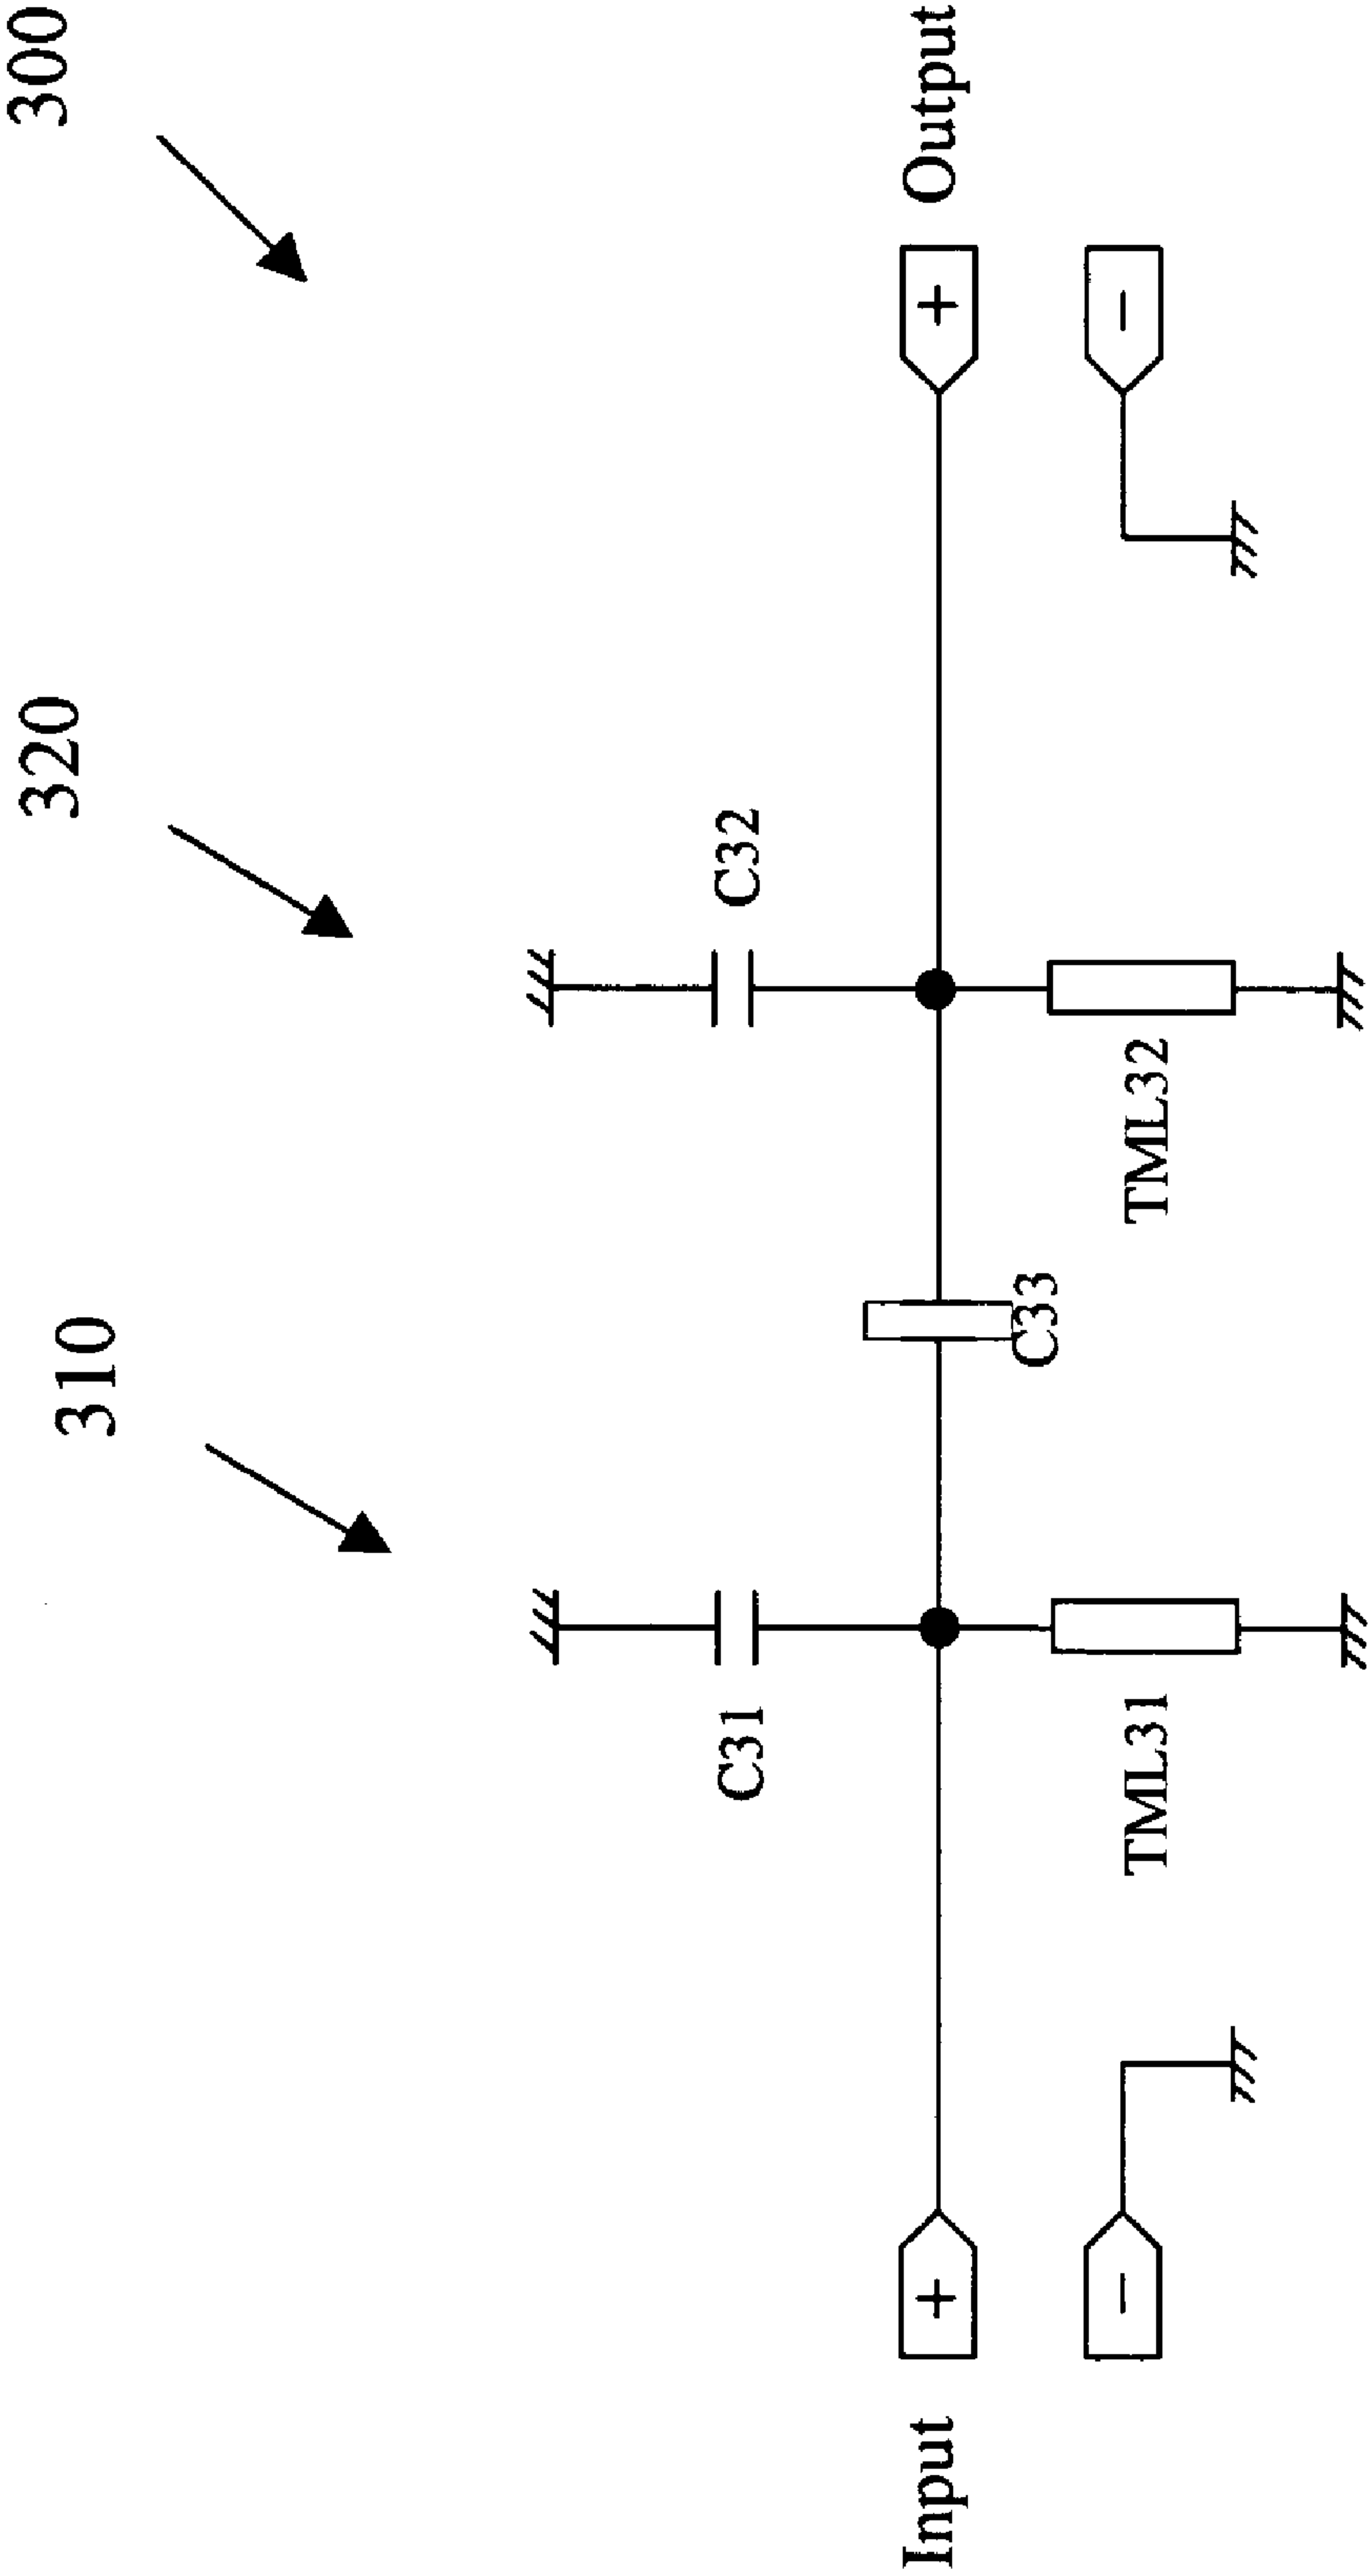 300
320
310
C32
C31
C33
TML32
TML31
Input
+
-
Output
+
-